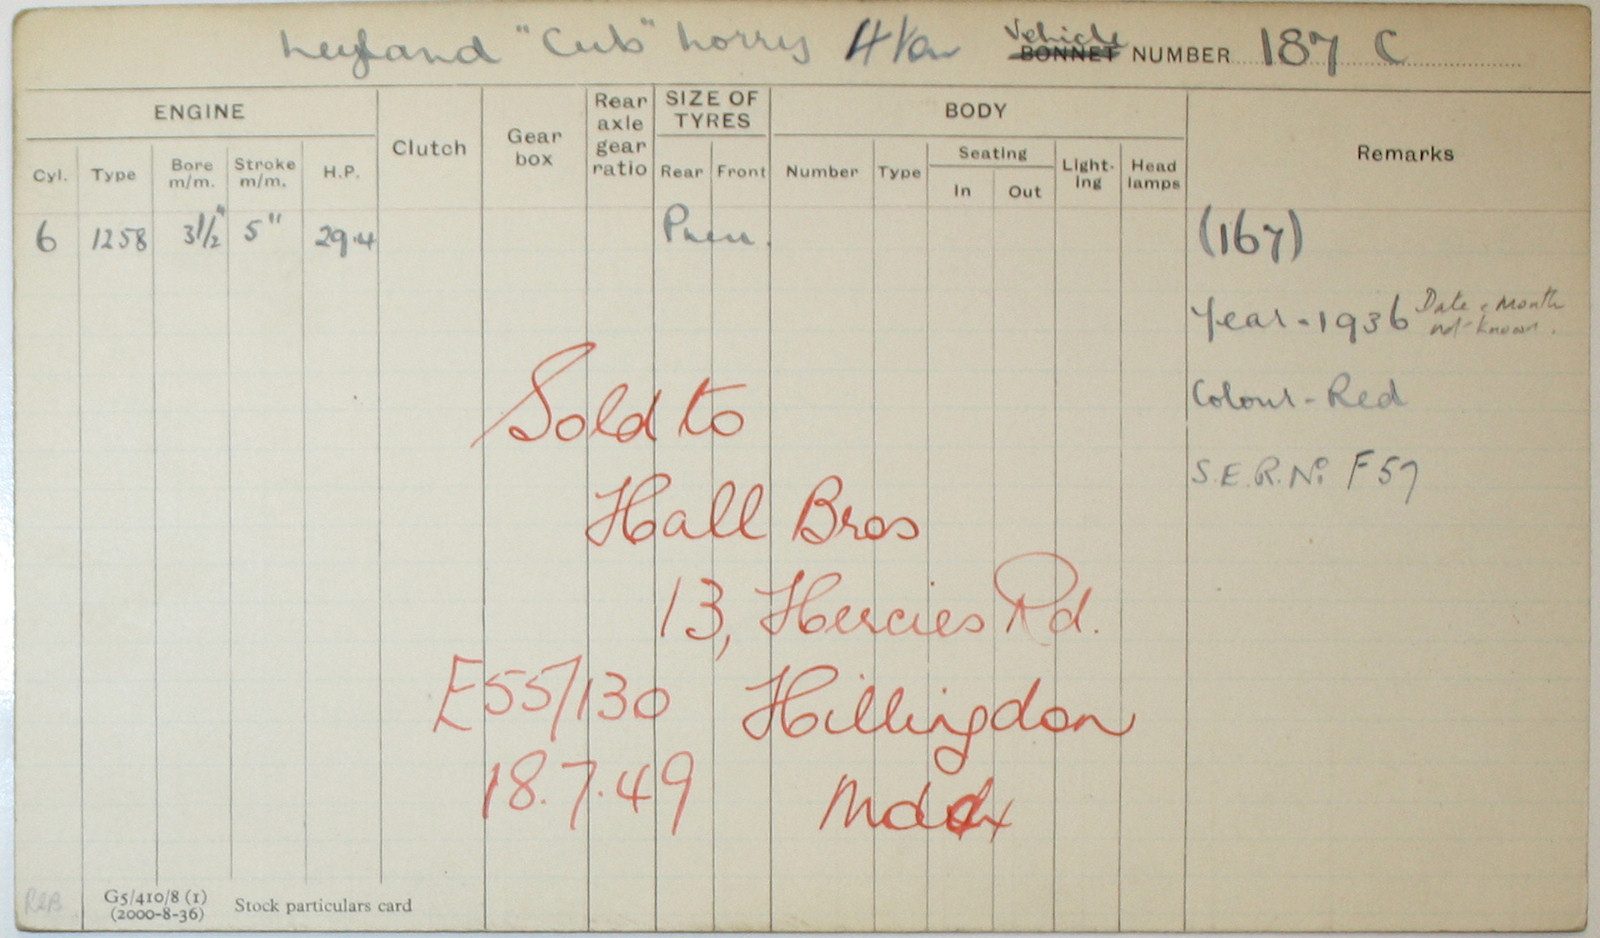 Leyland "Cub" Lorry 4 ton Vehicle BONNET NUMBER 187 C
ENGINE Clutch Gear box Rear axle gear ratio SIZE OF TYRES BODY Remarks
Cyl. Type Bore m/m. Stroke m/m. H.P. Rear Front Number Type Seating In Out Light-ing Head lamps
6 1258 3½" 5" 29.4 Pneu. (167)
Year - 1936 Date & Month
not known.
Colour - Red
S.E.R. No. F57
Sold to
Hall Bros
13, Hercies Rd.
E55/130 Hillingdon
18.7.49 Mddx
G5/410/8 (1)
(2000-8-36) Stock particulars card